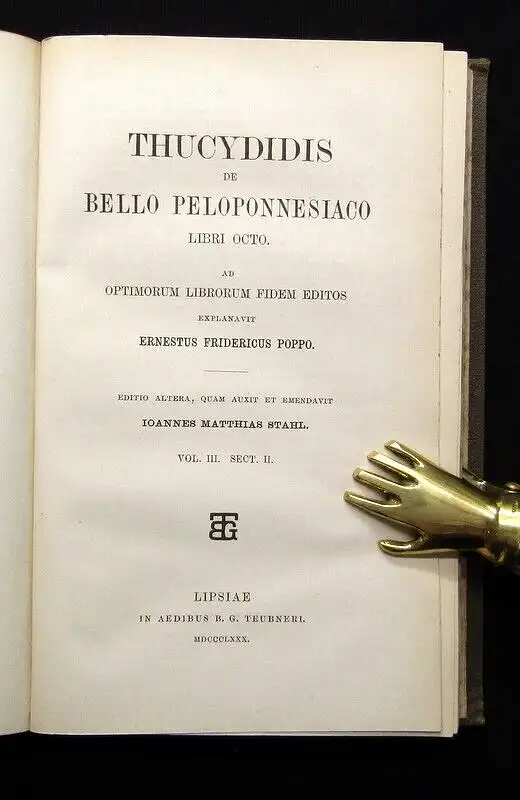 THUCYDIDIS
DE
BELLO PELOPONNESIACO
LIBRI OCTO.
AD
OPTIMORUM LIBRORUM FIDEM EDITOS
EXPLANAVIT
ERNESTUS FRIDERICUS POPPO.
EDITIO ALTERA, QUAM AUXIT ET EMENDAVIT
IOANNES MATTHIAS STAHL.
VOL. III. SECT. II.
BTG
LIPSIAE
IN AEDIBUS B. G. TEUBNERI.
MDCCCLXXX.